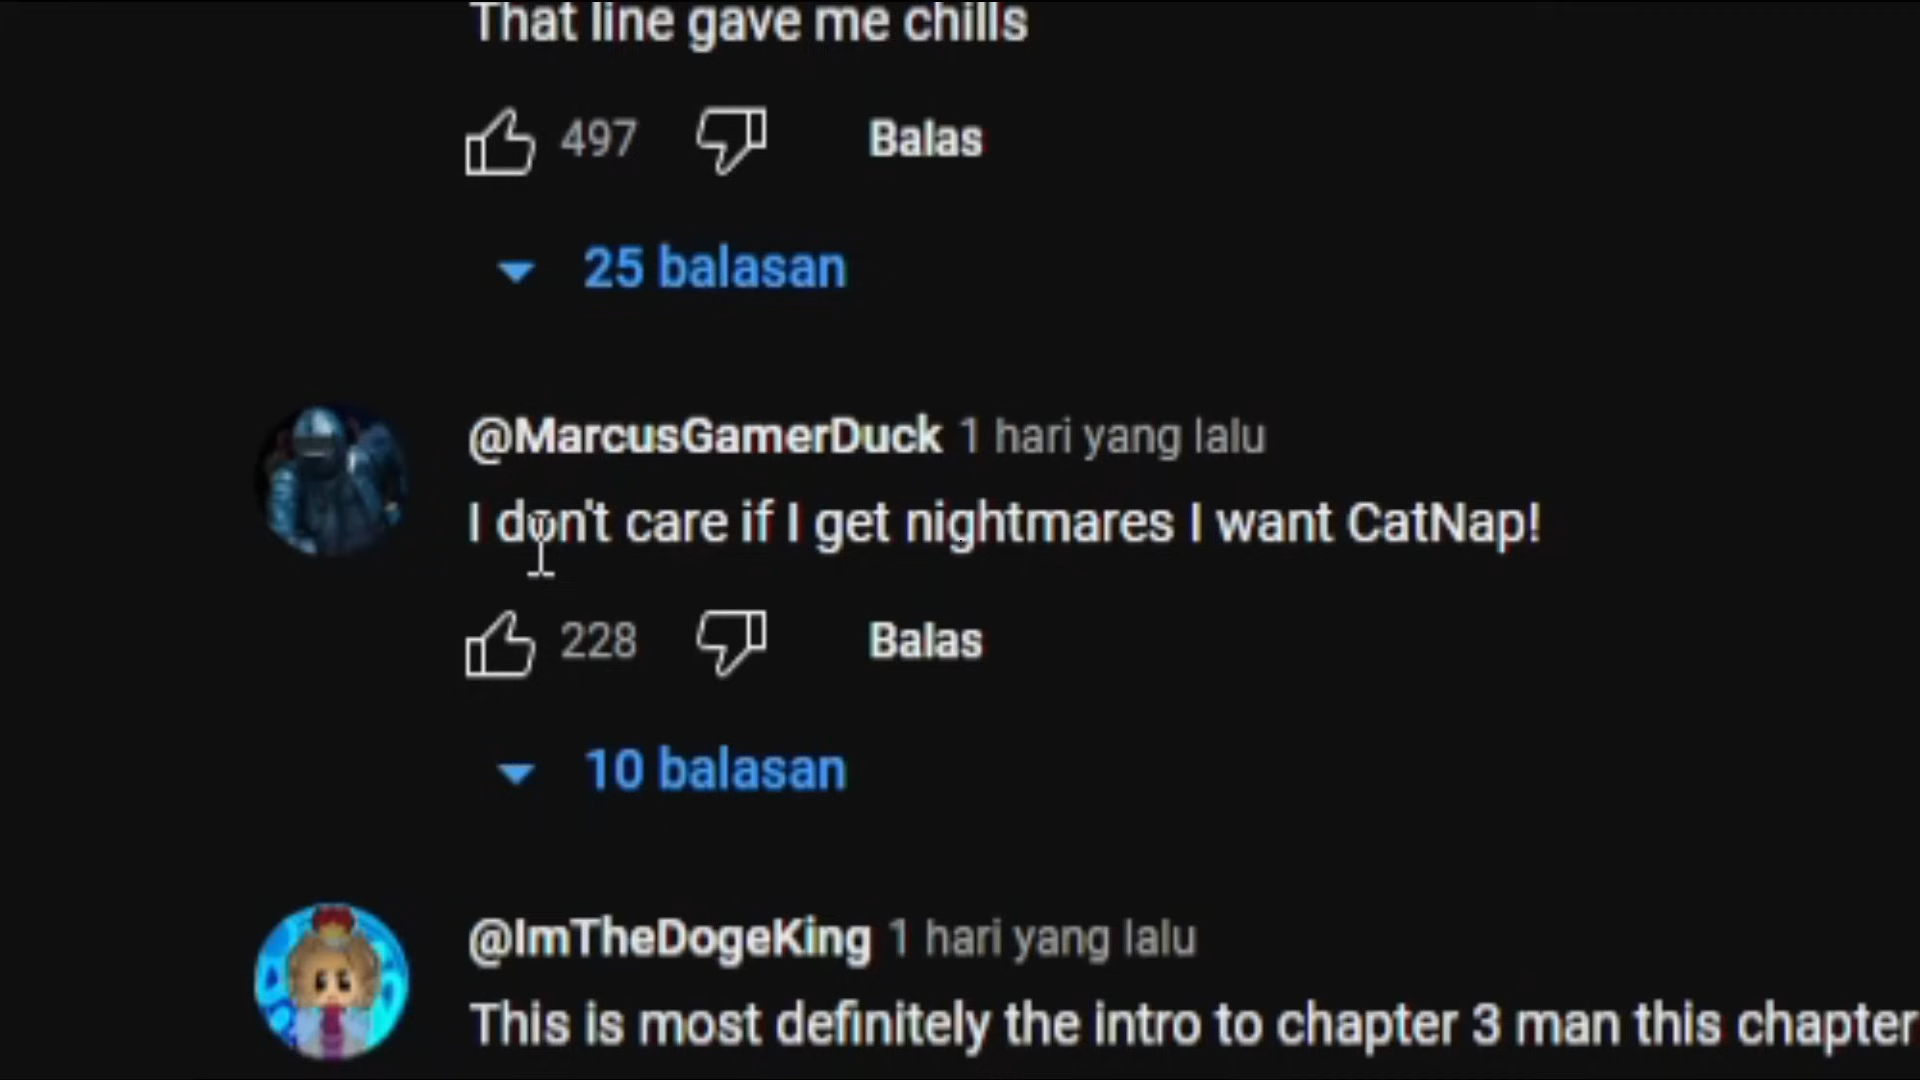 That line gave me chills
497 Balas
25 balasan
@MarcusGamerDuck 1 hari yang lalu
I don't care if I get nightmares I want CatNap!
228 Balas
10 balasan
@ImTheDogeKing 1 hari yang lalu
This is most definitely the intro to chapter 3 man this chapter